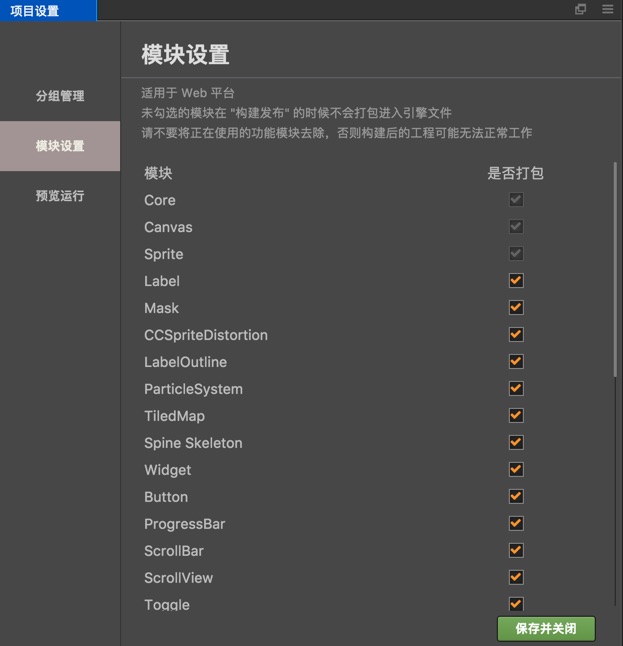 项目设置
模块设置
适用于 Web 平台
未勾选的模块在 "构建发布" 的时候不会打包进入引擎文件
请不要将正在使用的功能模块去除，否则构建后的工程可能无法正常工作
分组管理
模块设置
预览运行
模块 是否打包
Core
Canvas
Sprite
Label
Mask
CCSpriteDistortion
LabelOutline
ParticleSystem
TiledMap
Spine Skeleton
Widget
Button
ProgressBar
ScrollBar
ScrollView
Toggle
保存并关闭